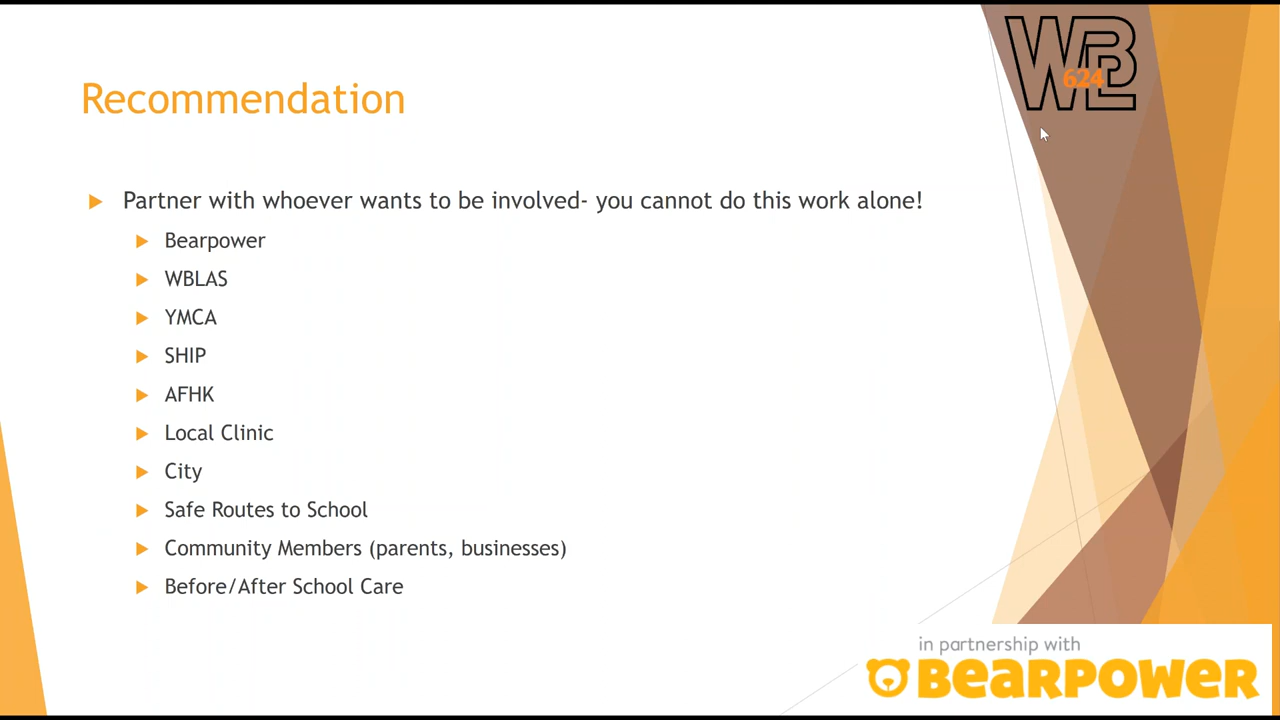 WBL
624
Recommendation
Partner with whoever wants to be involved- you cannot do this work alone!
Bearpower
WBLAS
YMCA
SHIP
AFHK
Local Clinic
City
Safe Routes to School
Community Members (parents, businesses)
Before/After School Care
in partnership with
BEARPOWER